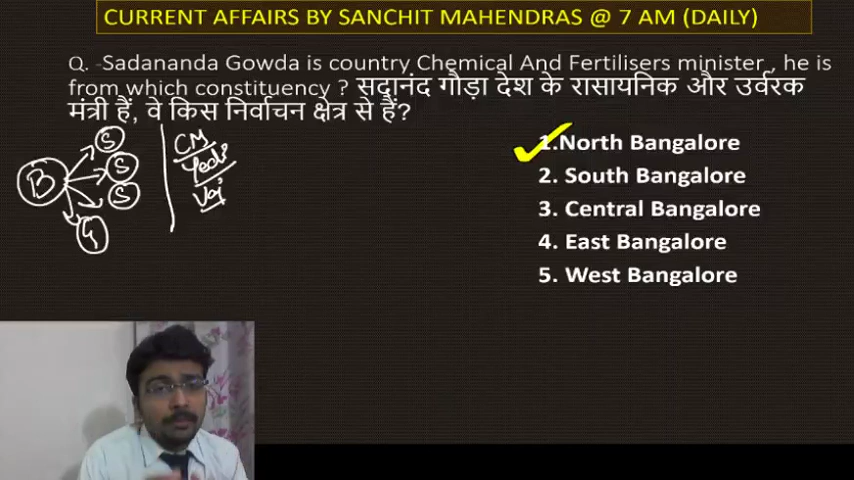 CURRENT AFFAIRS BY SANCHIT MAHENDRAS @ 7 AM (DAILY)
Q. -Sadananda Gowda is country Chemical And Fertilisers minister , he is
from which constituency ? सदानंद गौड़ा देश के रासायनिक और उर्वरक
मंत्री हैं, वे किस निर्वाचन क्षेत्र से हैं?
1.North Bangalore
2. South Bangalore
3. Central Bangalore
4. East Bangalore
5. West Bangalore
B
S
S
S
G
CM